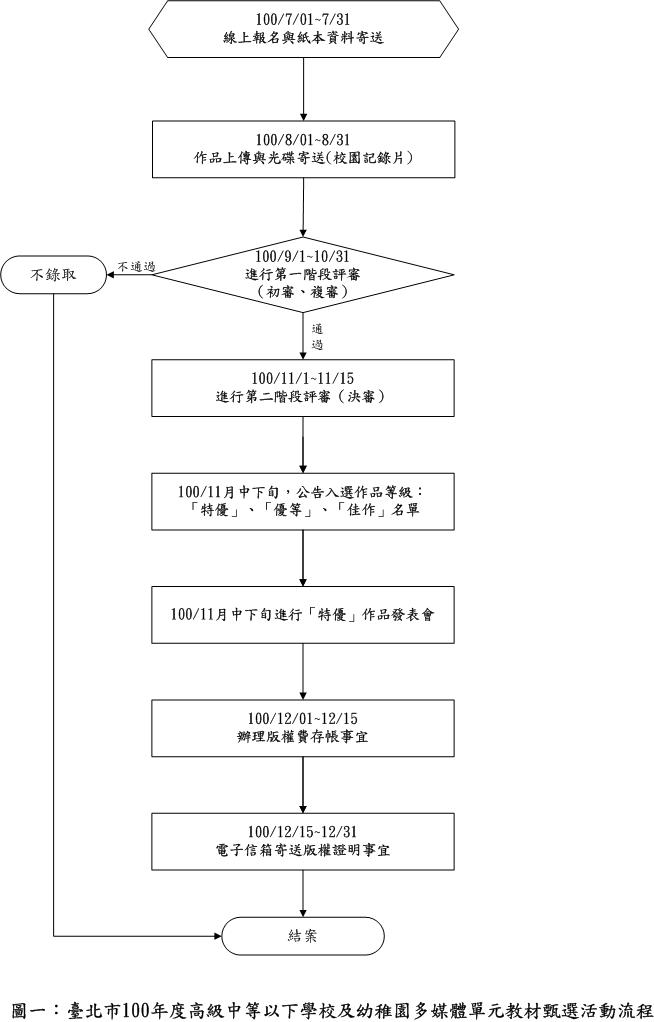 100/7/01~7/31
線上報名與紙本資料寄送
100/8/01~8/31
作品上傳與光碟寄送(校園記錄片)
100/9/1~10/31
進行第一階段評審
(初審、複審)
不通過
不錄取
通
過
100/11/1~11/15
進行第二階段評審(決審)
100/11月中下旬，公告入選作品等級：
「特優」、「優等」、「佳作」名單
100/11月中下旬進行「特優」作品發表會
100/12/01~12/15
辦理版權費存帳事宜
100/12/15~12/31
電子信箱寄送版權證明事宜
結案
圖一：臺北市100年度高級中等以下學校及幼稚園多媒體單元教材甄選活動流程